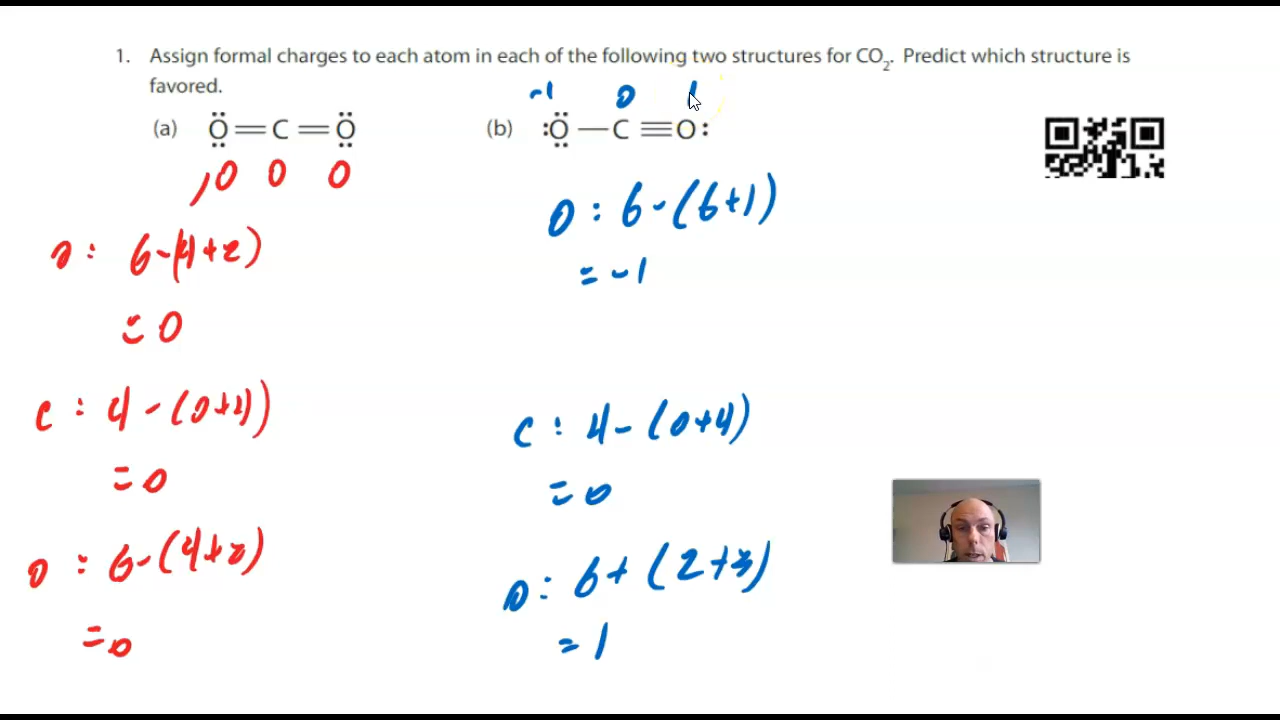 1. Assign formal charges to each atom in each of the following two structures for CO₂. Predict which structure is
favored.
-1 0 1
(a) Ö=C=Ö (b) :Ö—C≡O:
0 0 0
O: 6-(6+1)
= -1
O: 6-(4+2)
= 0
C: 4-(0+4)
= 0
C: 4-(0+4)
= 0
O: 6-(4+2)
= 0
O: 6+(2+3)
= 1